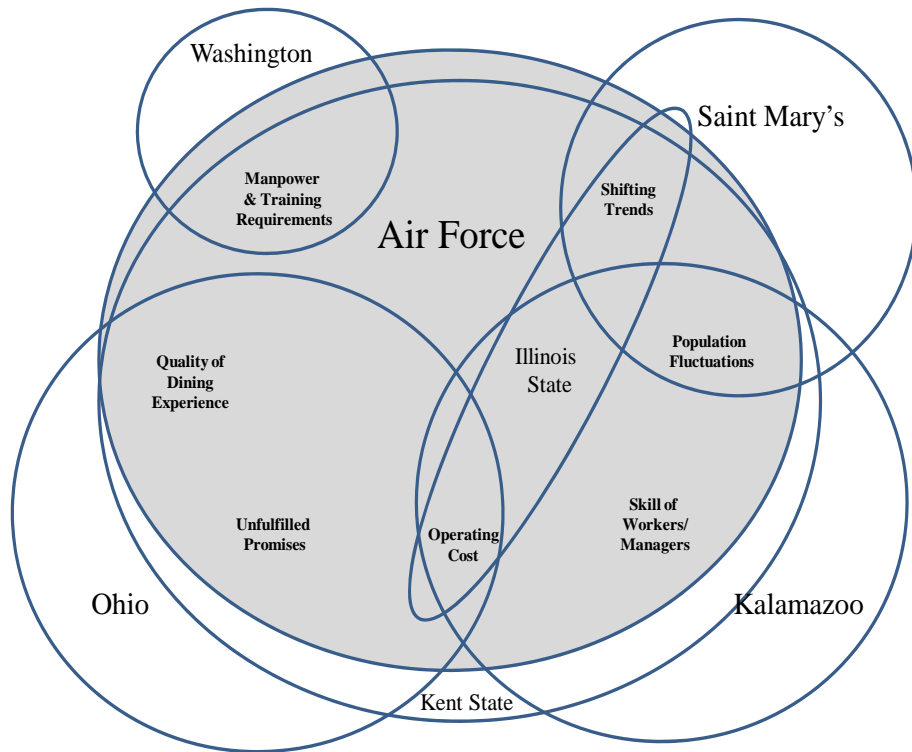 Washington
Saint Mary's
Manpower
& Training
Requirements
Shifting
Trends
Air Force
Quality of
Dining
Experience
Illinois
State
Population
Fluctuations
Unfulfilled
Promises
Operating
Cost
Skill of
Workers/
Managers
Ohio
Kalamazoo
Kent State